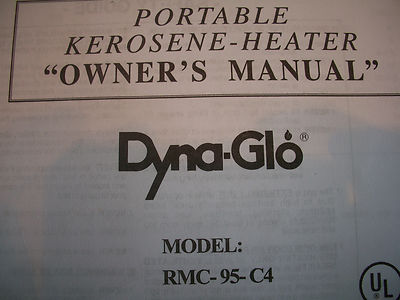 PORTABLE
KEROSENE-HEATER
“OWNER’S MANUAL”
Dyna-Glo®
MODEL:
RMC-95-C4
UL